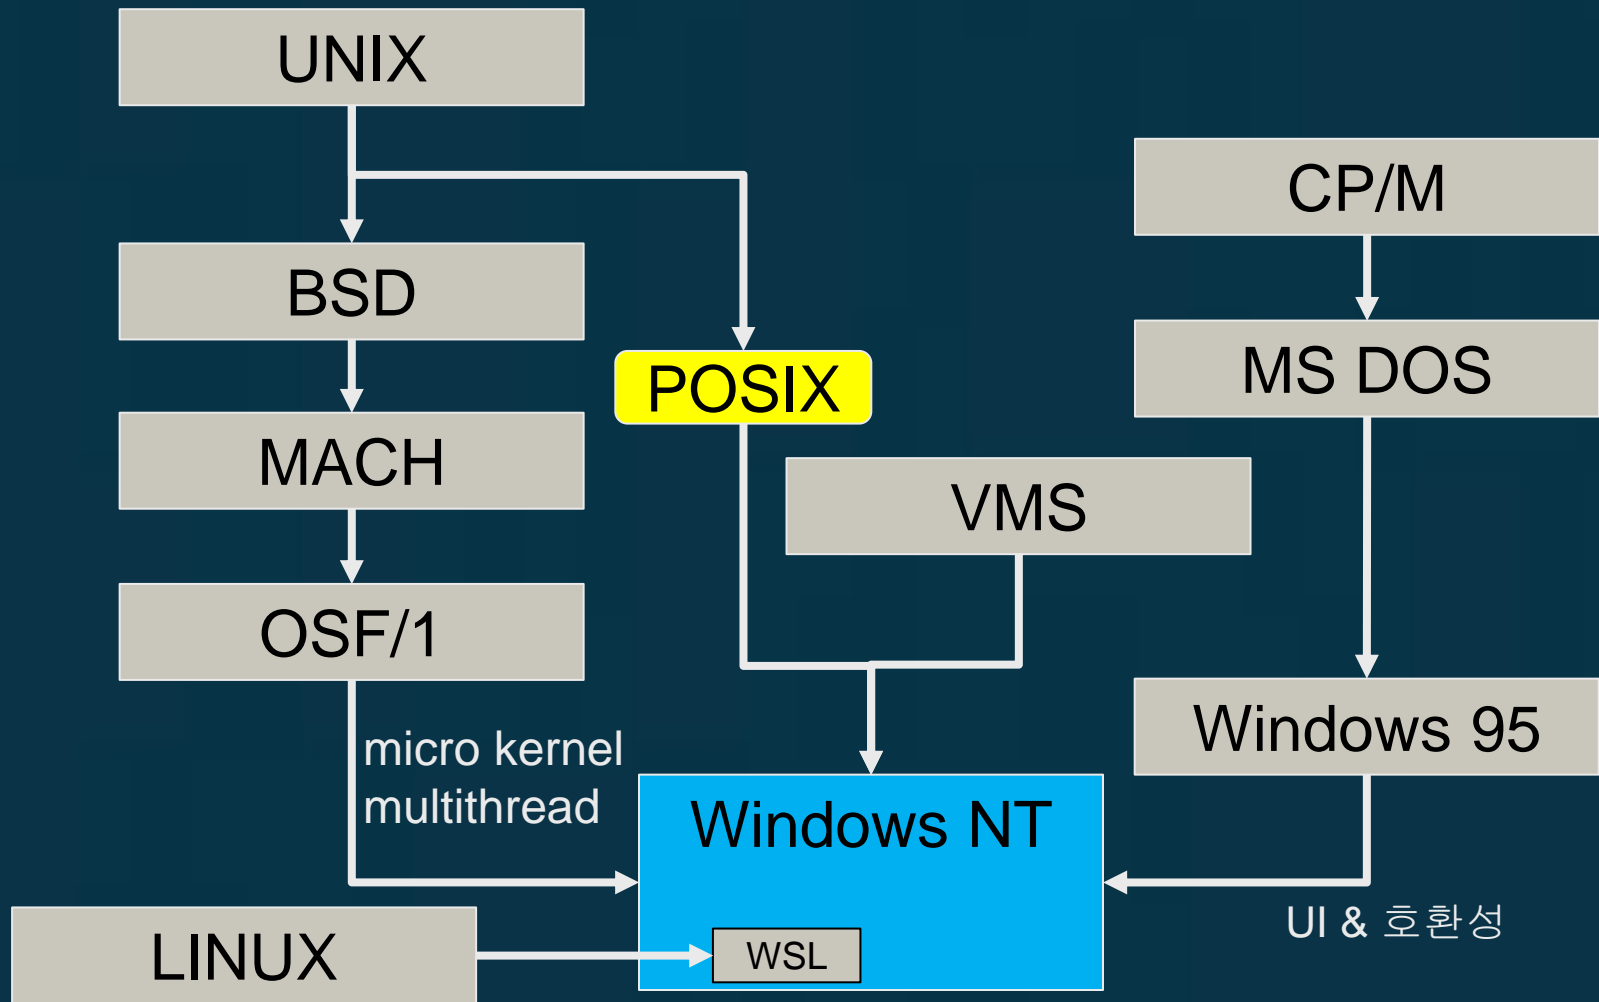 UNIX
CP/M
BSD
POSIX
MS DOS
MACH
VMS
OSF/1
Windows 95
micro kernel
multithread
Windows NT
UI & 호환성
LINUX
WSL